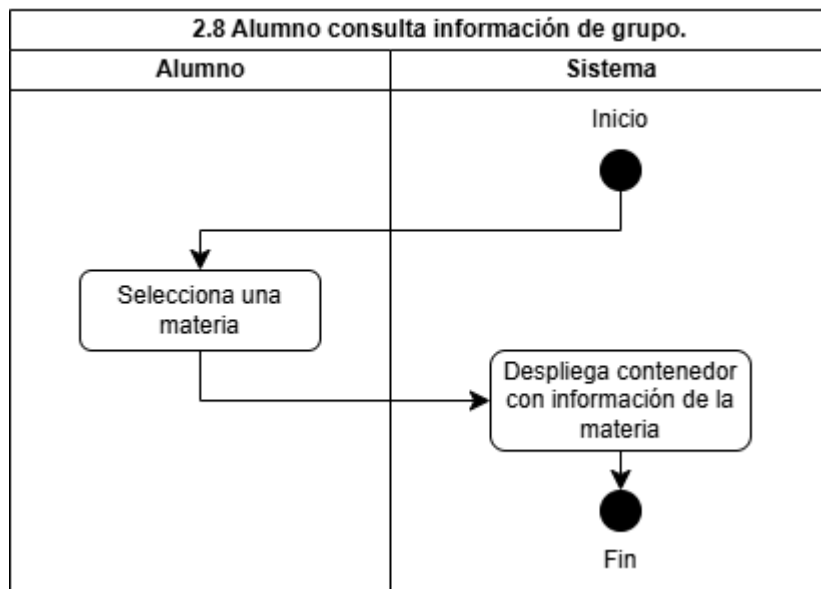 2.8 Alumno consulta información de grupo.
Alumno
Sistema
Inicio
Selecciona una
materia
Despliega contenedor
con información de la
materia
Fin